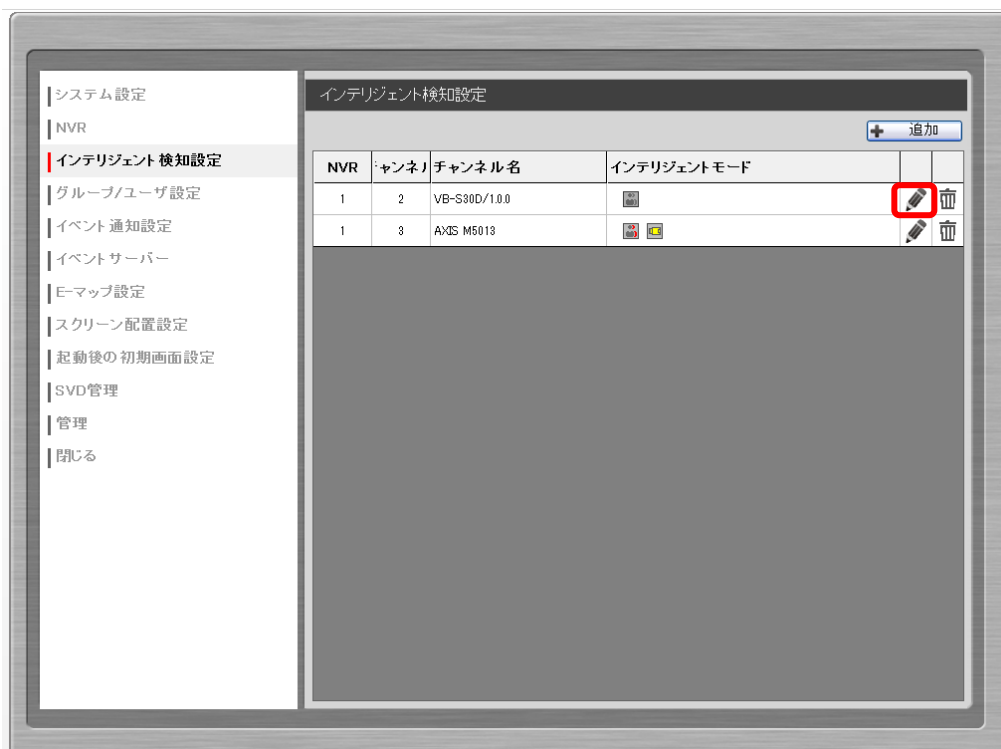 システム設定
NVR
インテリジェント検知設定
グループ/ユーザ設定
イベント通知設定
イベントサーバー
E-マップ設定
スクリーン配置設定
起動後の初期画面設定
SVD管理
管理
閉じる
インテリジェント検知設定
追加
NVR チャンネル チャンネル名 インテリジェントモード
1 2 VB-S30D/1.0.0
1 3 AXIS M5013